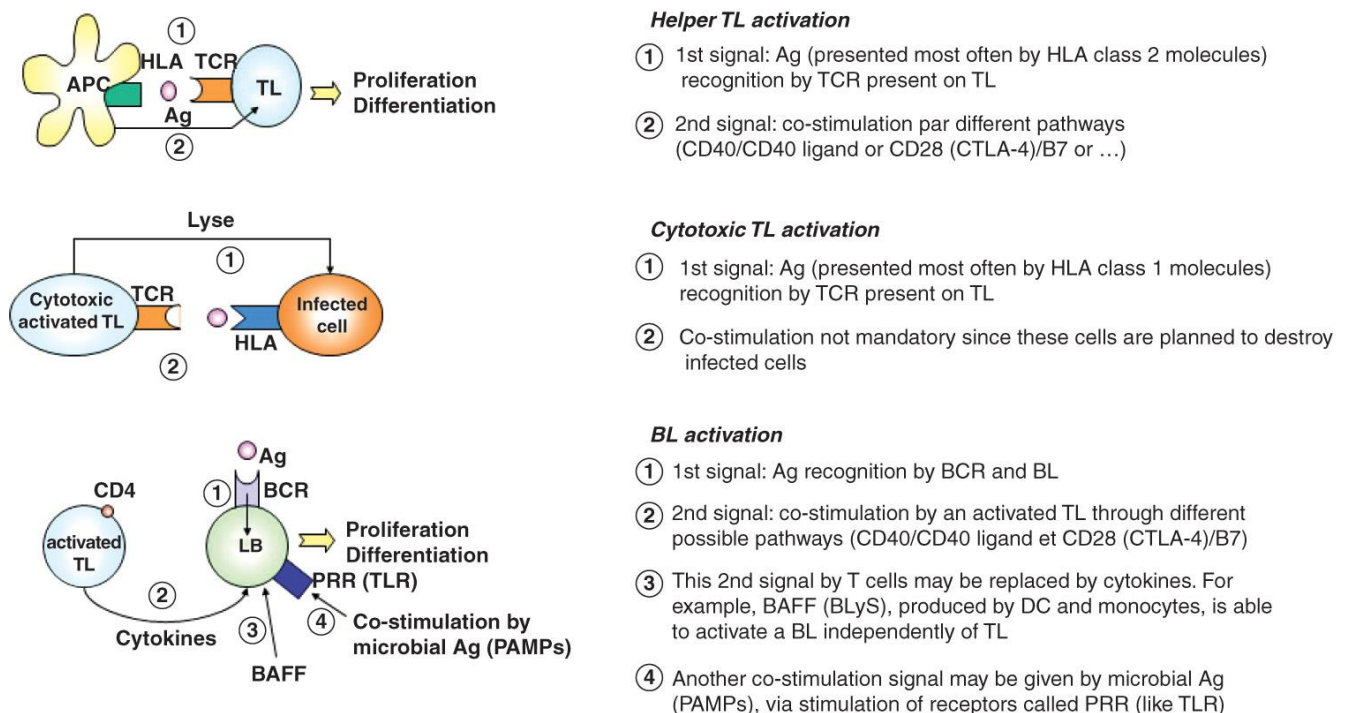 ①
HLA TCR
APC
TL
Ag
②
Proliferation
Differentiation
Helper TL activation
① 1st signal: Ag (presented most often by HLA class 2 molecules)
recognition by TCR present on TL
② 2nd signal: co-stimulation par different pathways
(CD40/CD40 ligand or CD28 (CTLA-4)/B7 or …)
Lyse
①
Cytotoxic
activated TL
TCR
HLA
Infected
cell
②
Cytotoxic TL activation
① 1st signal: Ag (presented most often by HLA class 1 molecules)
recognition by TCR present on TL
② Co-stimulation not mandatory since these cells are planned to destroy
infected cells
Ag
① BCR
CD4
activated
TL
LB
Proliferation
Differentiation
PRR (TLR)
②
Cytokines
③
④ Co-stimulation by
microbial Ag (PAMPs)
BAFF
BL activation
① 1st signal: Ag recognition by BCR and BL
② 2nd signal: co-stimulation by an activated TL through different
possible pathways (CD40/CD40 ligand et CD28 (CTLA-4)/B7)
③ This 2nd signal by T cells may be replaced by cytokines. For
example, BAFF (BLyS), produced by DC and monocytes, is able
to activate a BL independently of TL
④ Another co-stimulation signal may be given by microbial Ag
(PAMPs), via stimulation of receptors called PRR (like TLR)